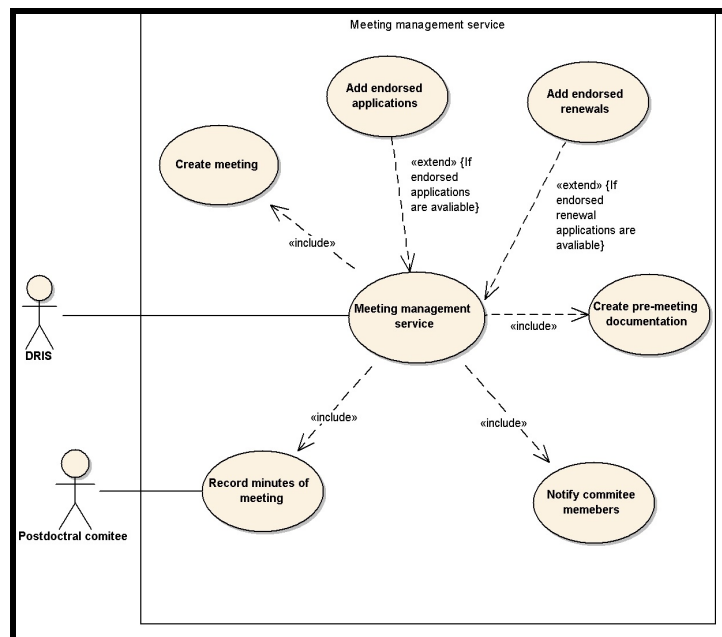 Meeting management service
Add endorsed
applications
Add endorsed
renewals
Create meeting
«extend» {If
endorsed
applications
are avaliable}
«extend» {If
endorsed
renewal
applications are
avaliable}
«include»
Meeting management
service
Create pre-meeting
documentation
«include»
DRIS
«include»
«include»
Record minutes of
meeting
Notify commitee
memebers
Postdoctral comitee